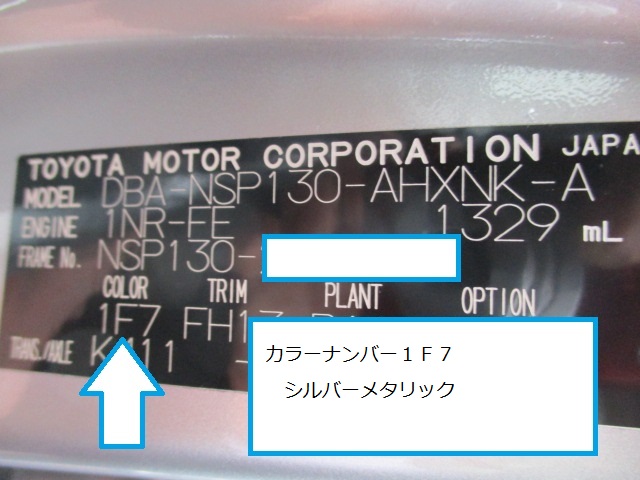 TOYOTA MOTOR CORPORATION JAPA
MODEL DBA-NSP130-AHXNK-A
ENGINE 1NR-FE 1329 mL
FRAME No. NSP130-
COLOR TRIM PLANT OPTION
1F7
TRANS./AXLE
カラーナンバー1F7
シルバーメタリック